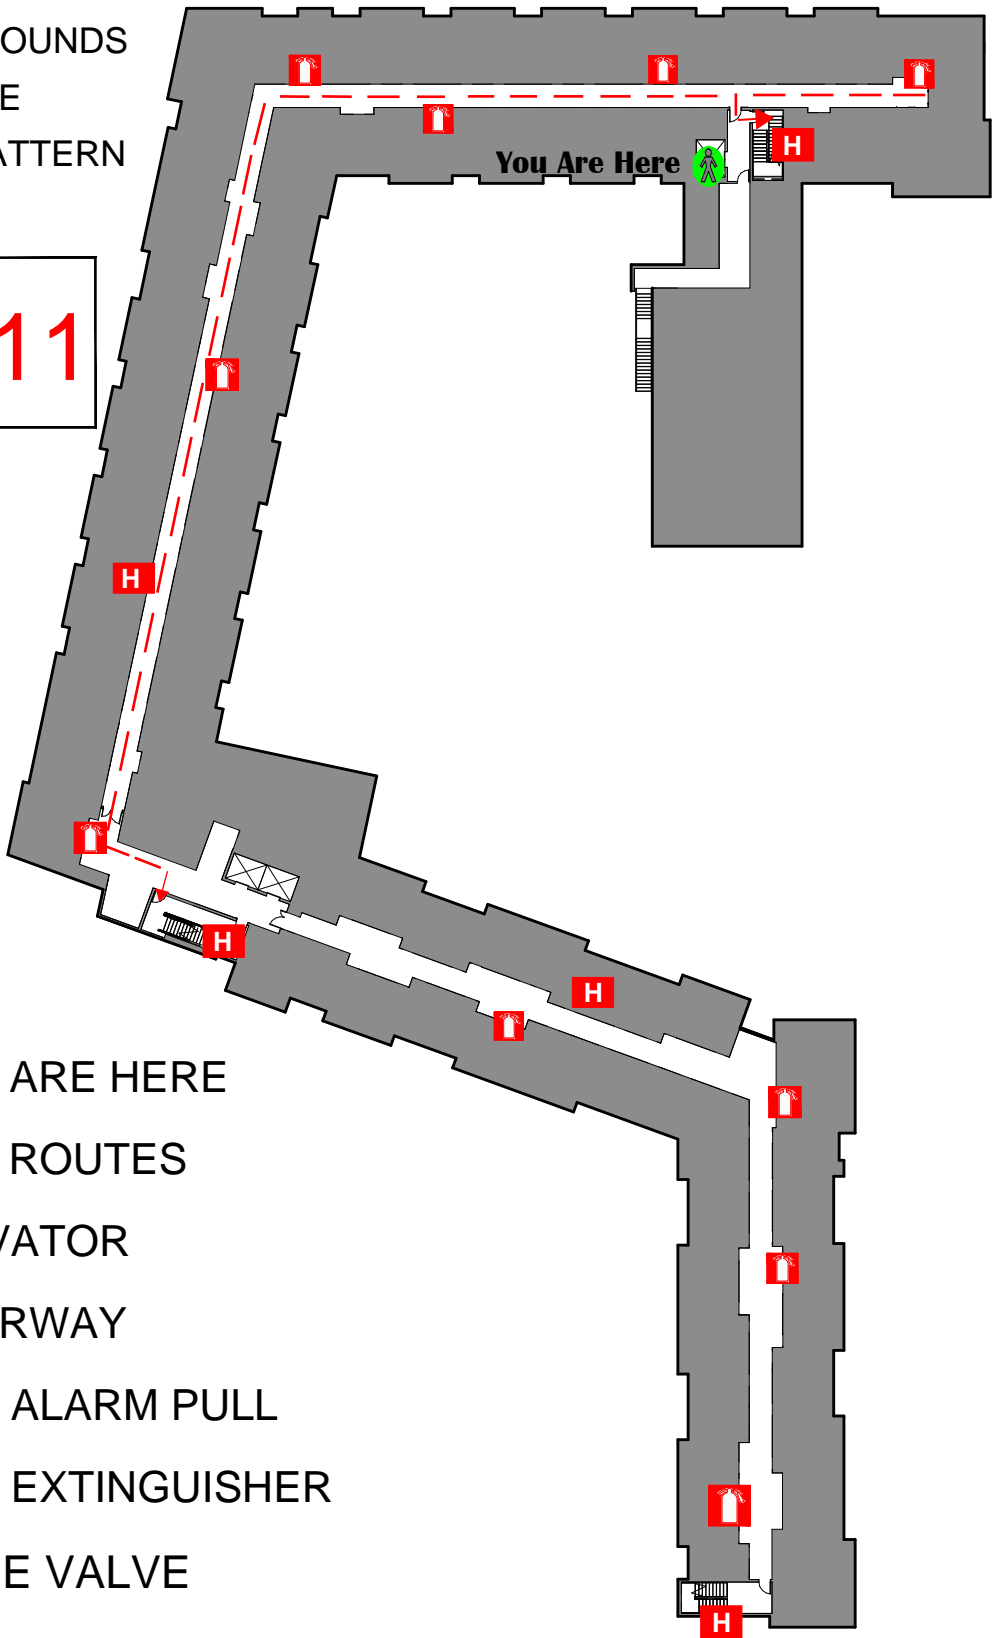 OUNDS
E
ATTERN
11
You Are Here
H
H
H
H
ARE HERE
ROUTES
VATOR
RWAY
ALARM PULL
EXTINGUISHER
E VALVE
H